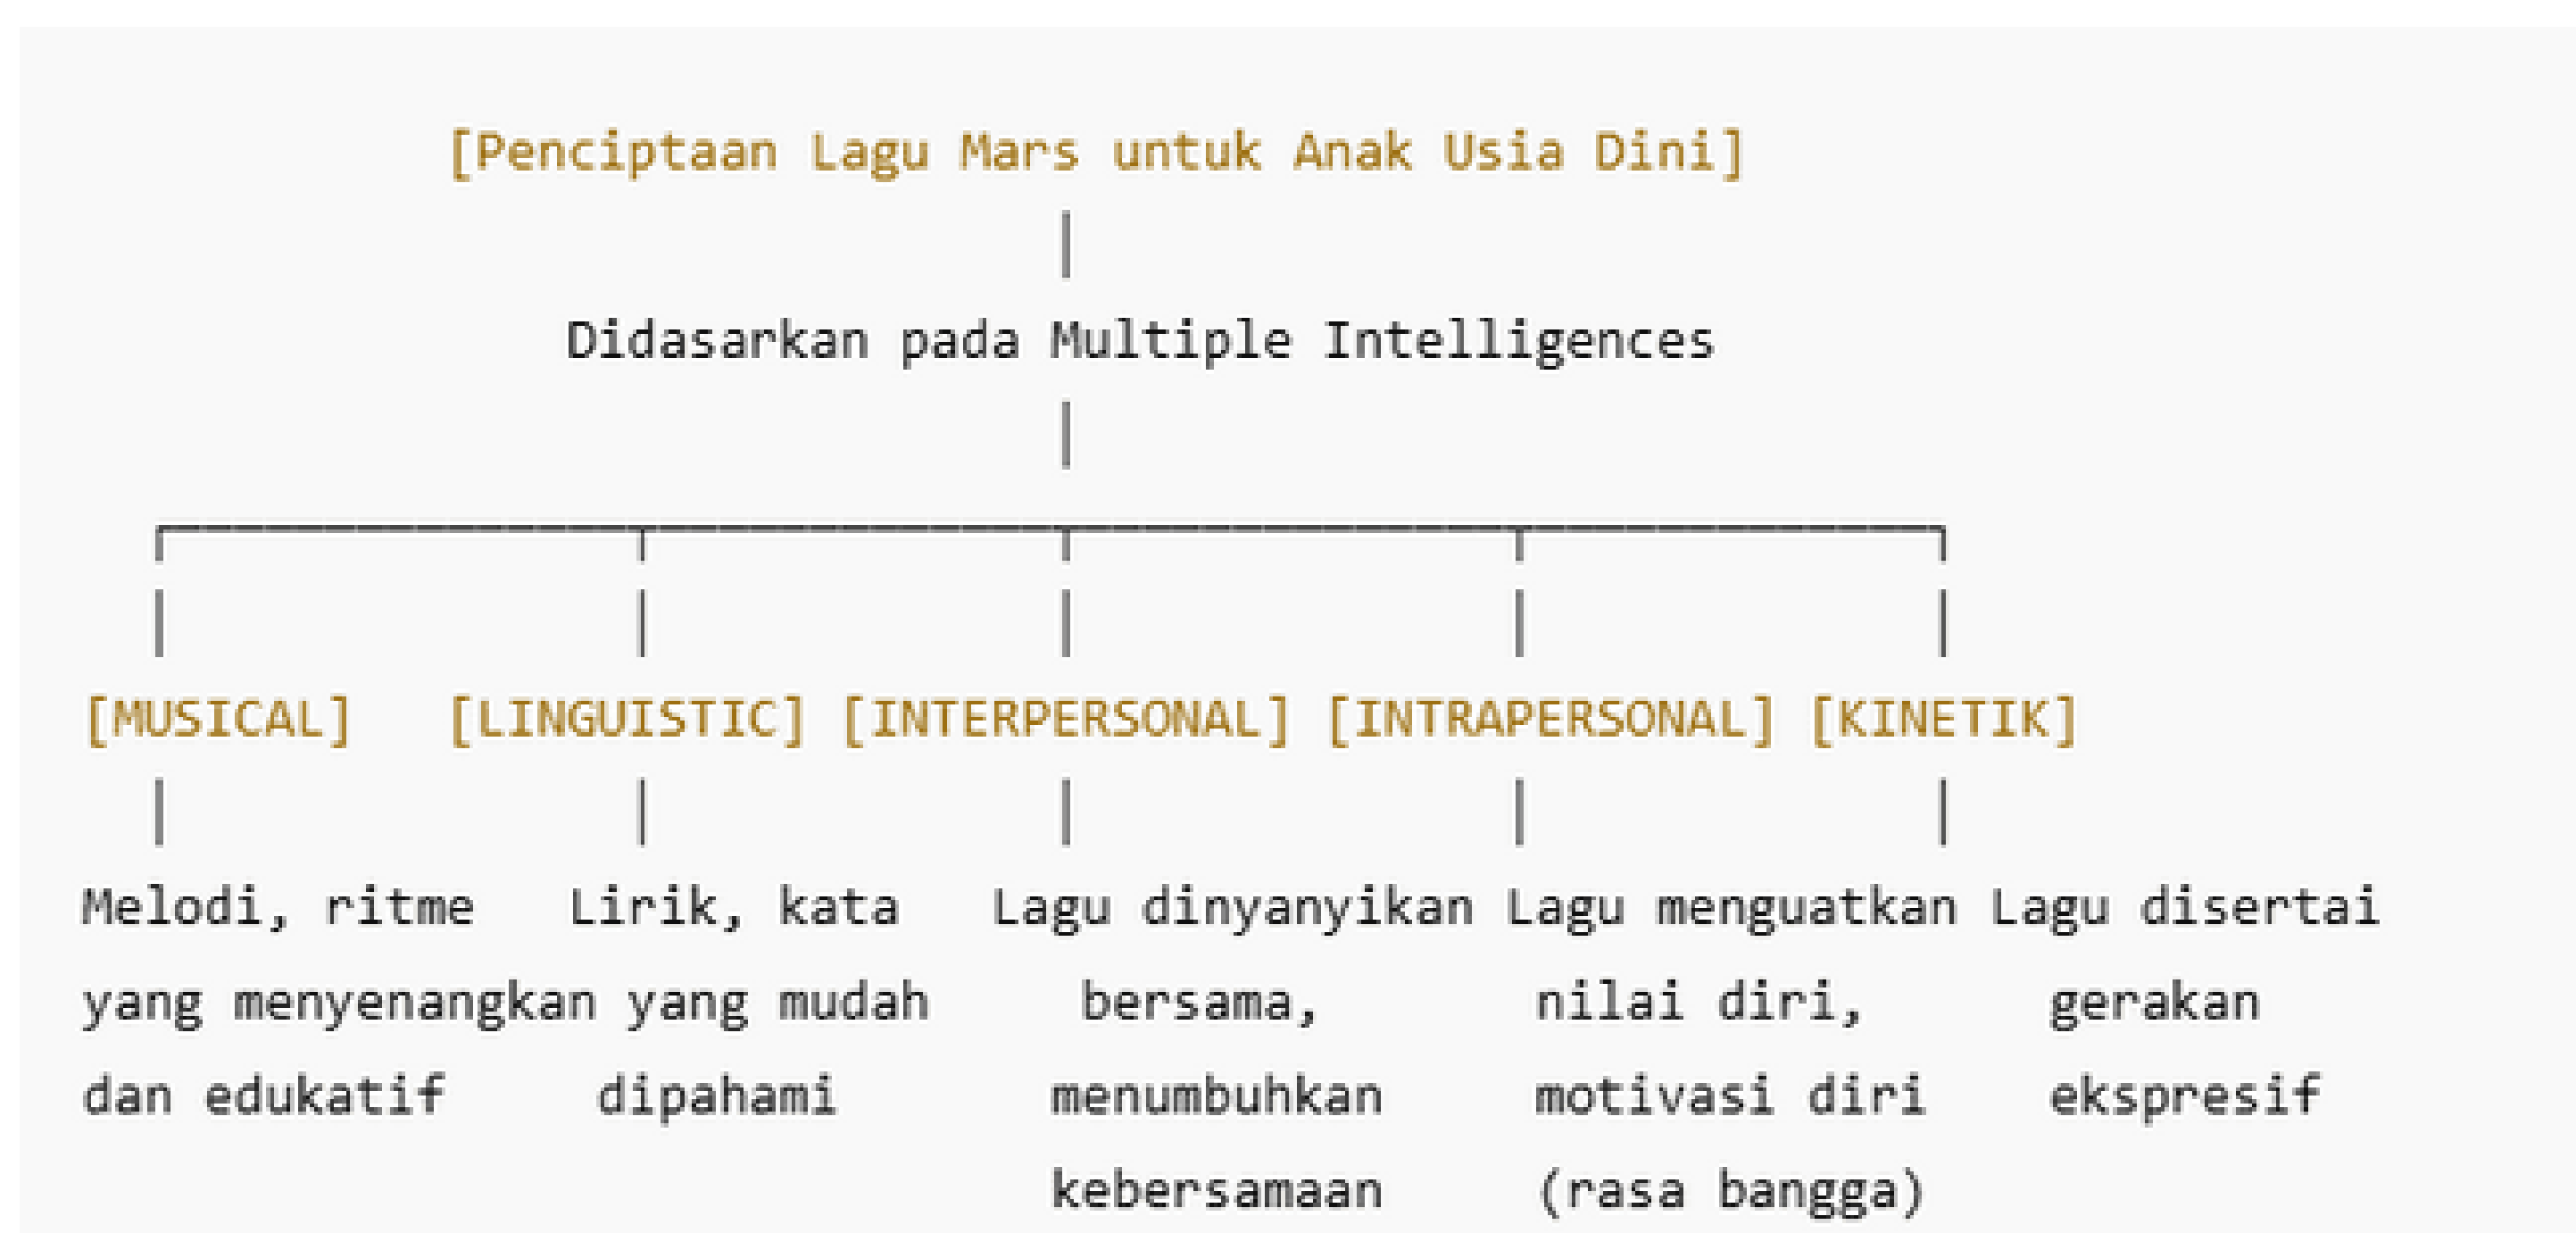 [Penciptaan Lagu Mars untuk Anak Usia Dini]
Didasarkan pada Multiple Intelligences
[MUSICAL] [LINGUISTIC] [INTERPERSONAL] [INTRAPERSONAL] [KINETIK]
Melodi, ritme Lirik, kata Lagu dinyanyikan Lagu menguatkan Lagu disertai
yang menyenangkan yang mudah bersama, nilai diri, gerakan
dan edukatif dipahami menumbuhkan motivasi diri ekspresif
kebersamaan (rasa bangga)